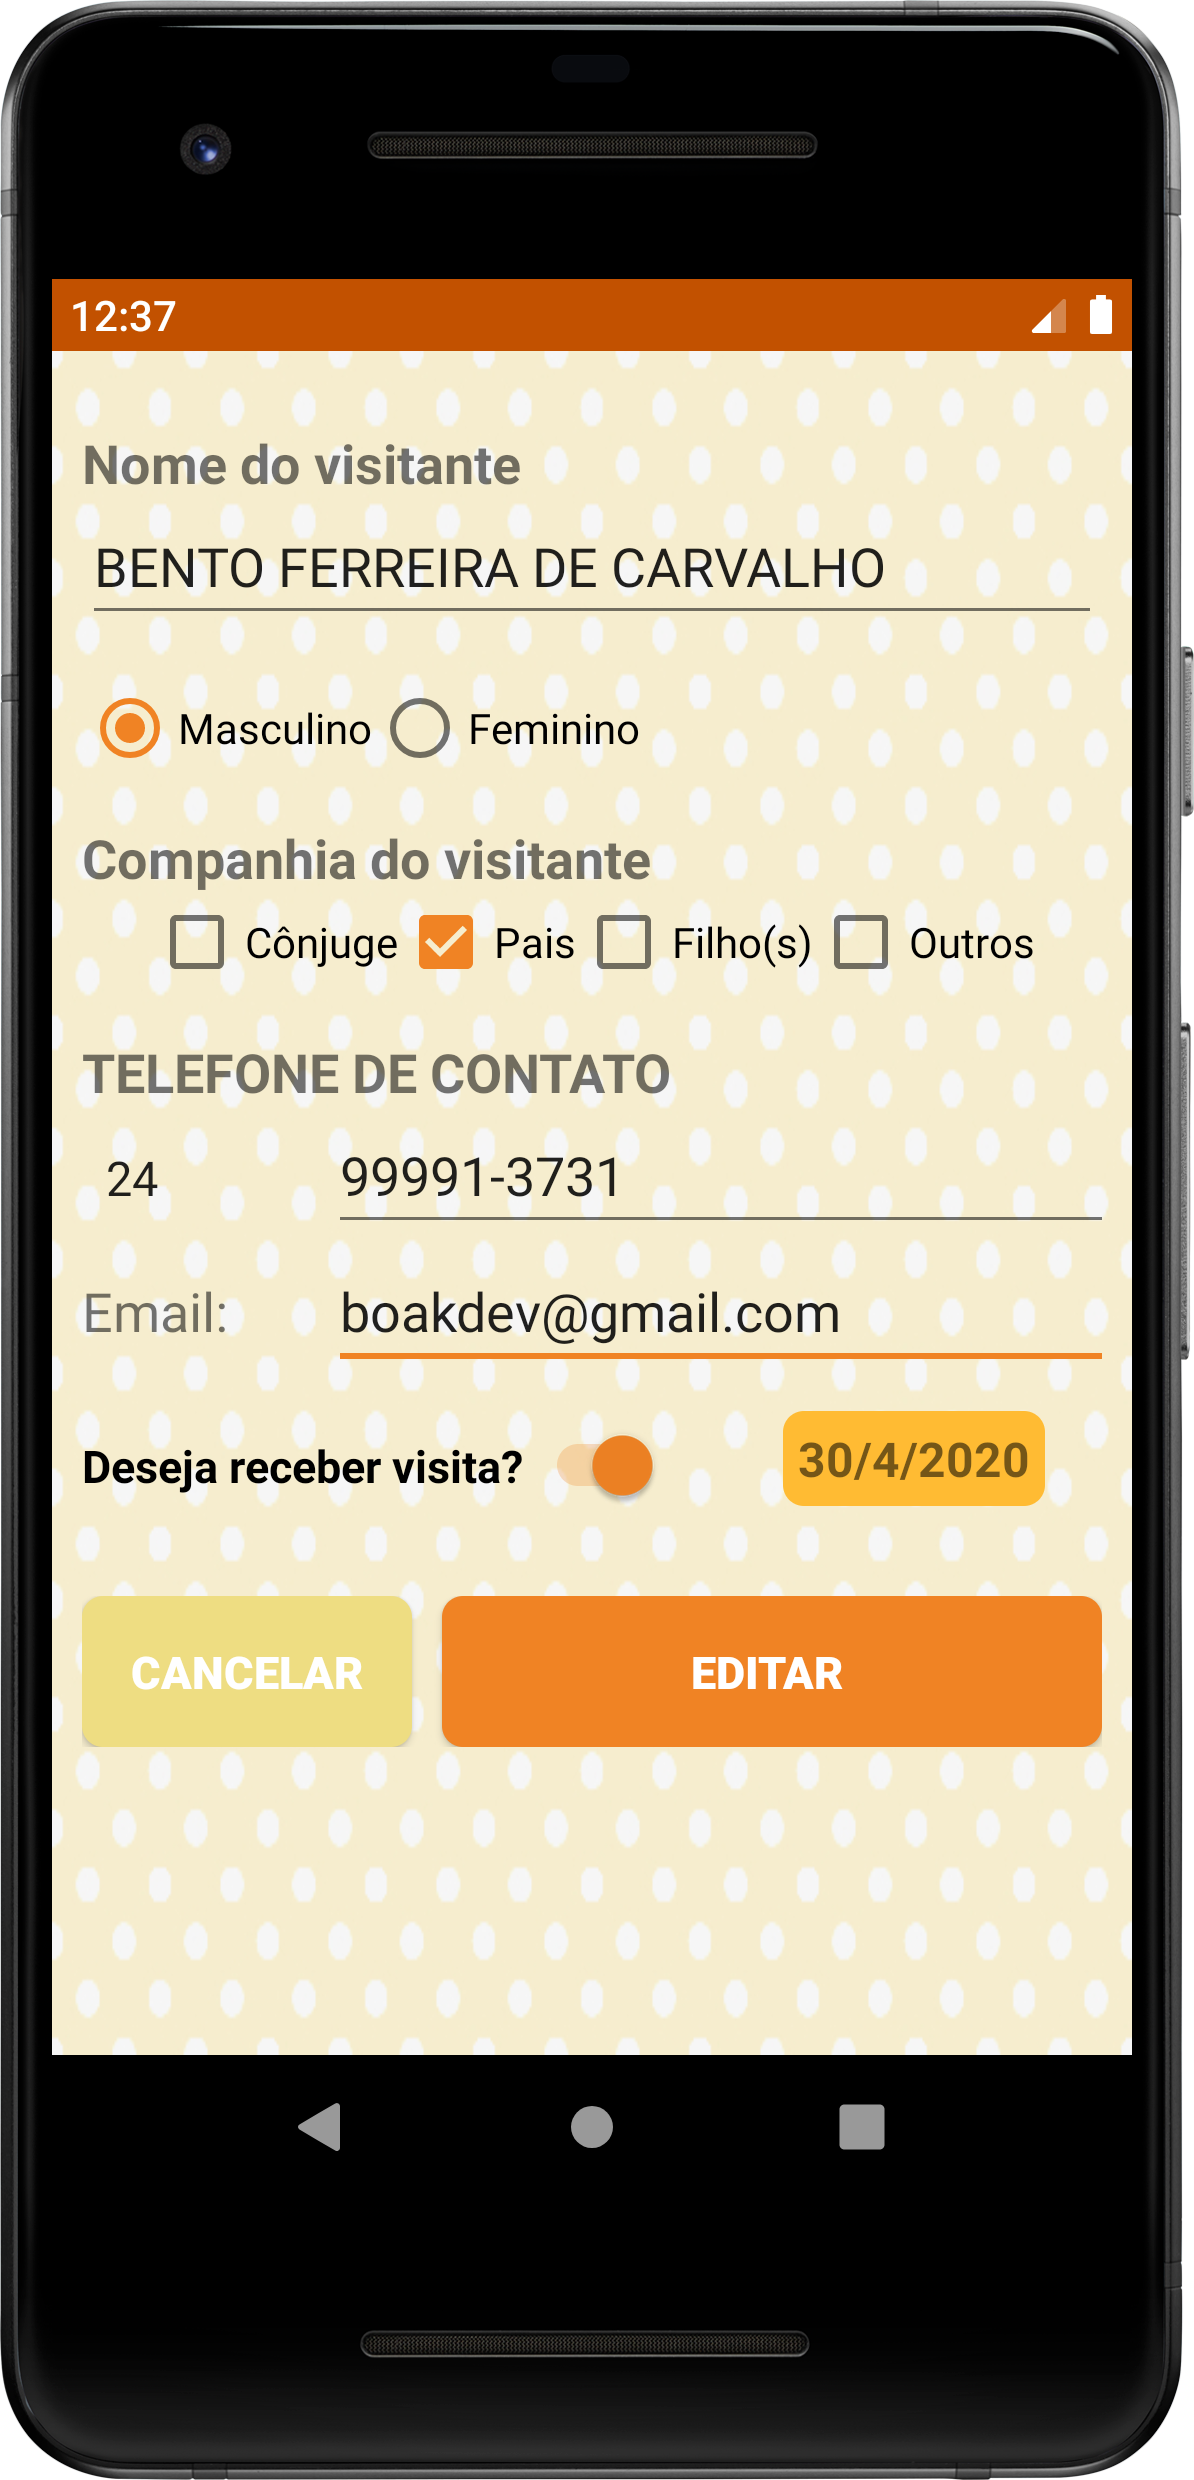 12:37
Nome do visitante
BENTO FERREIRA DE CARVALHO
Masculino Feminino
Companhia do visitante
Cônjuge Pais Filho(s) Outros
TELEFONE DE CONTATO
24 99991-3731
Email: boakdev@gmail.com
Deseja receber visita? 30/4/2020
CANCELAR EDITAR